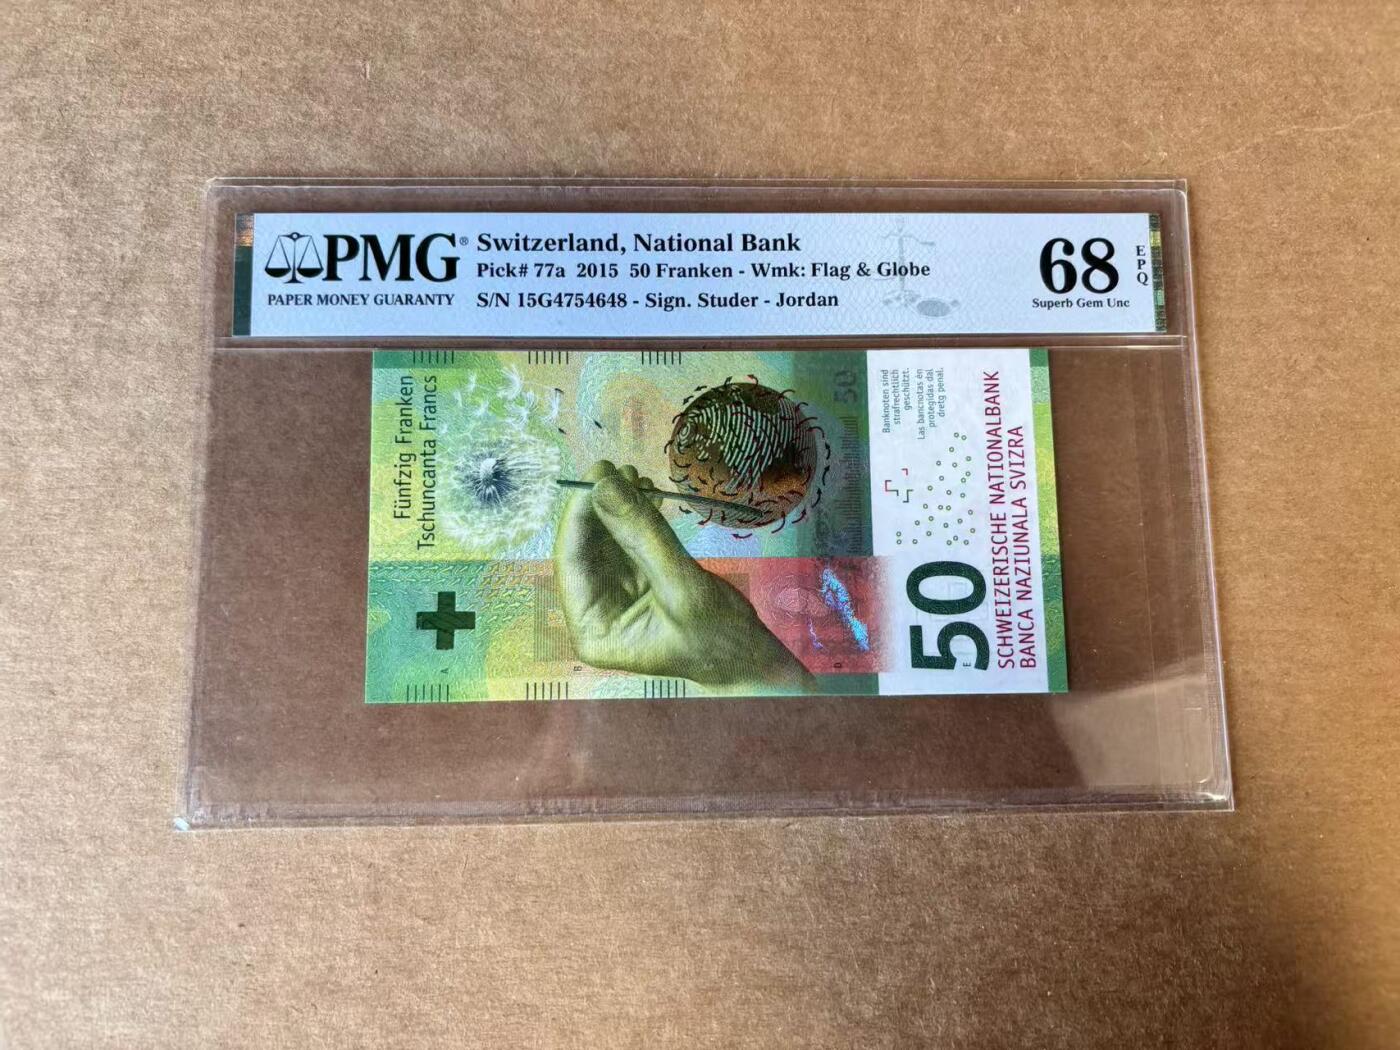 PMG®
PAPER MONEY GUARANTY
Switzerland, National Bank
Pick# 77a 2015 50 Franken - Wmk: Flag & Globe
S/N 15G4754648 - Sign. Studer - Jordan
68
EPQ
Superb Gem Unc
Fünfzig Franken
Tschuncanta Francs
50
Banknoten sind
strafrechtlich
geschützt.
Las bancnotas èn
protegidas dal
dretg penal.
50
SCHWEIZERISCHE NATIONALBANK
BANCA NAZIUNALA SVIZRA
A
B
D
E